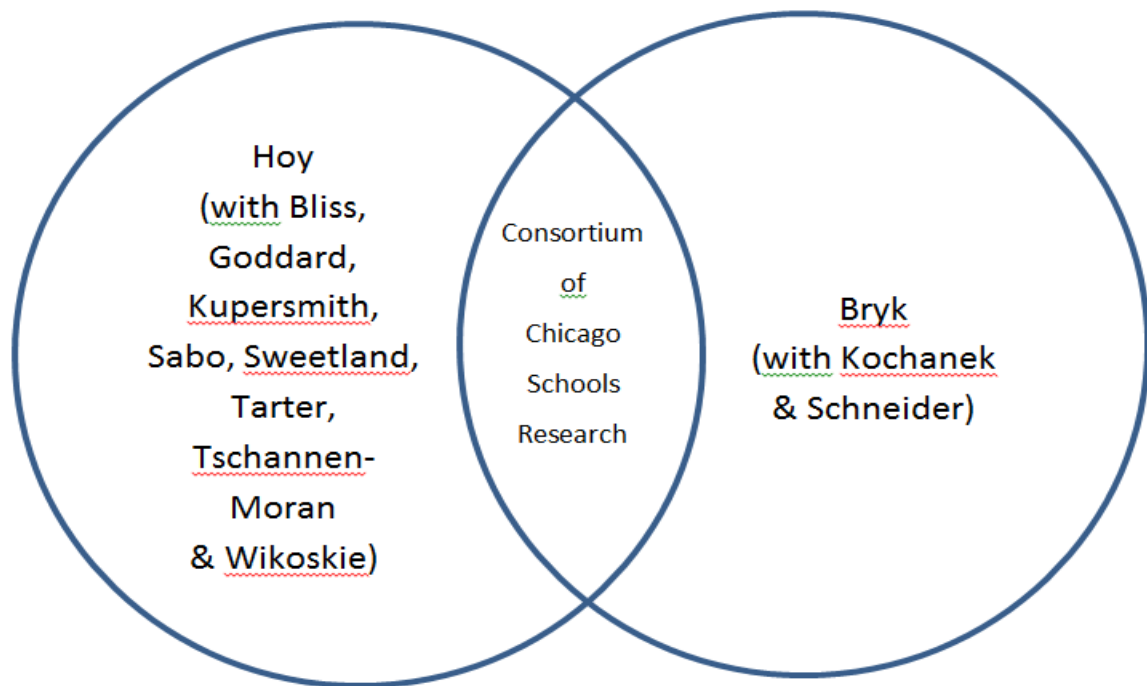 Hoy
(with Bliss,
Goddard,
Kupersmith,
Sabo, Sweetland,
Tarter,
Tschannen-
Moran
& Wikoskie)
Consortium
of
Chicago
Schools
Research
Bryk
(with Kochanek
& Schneider)